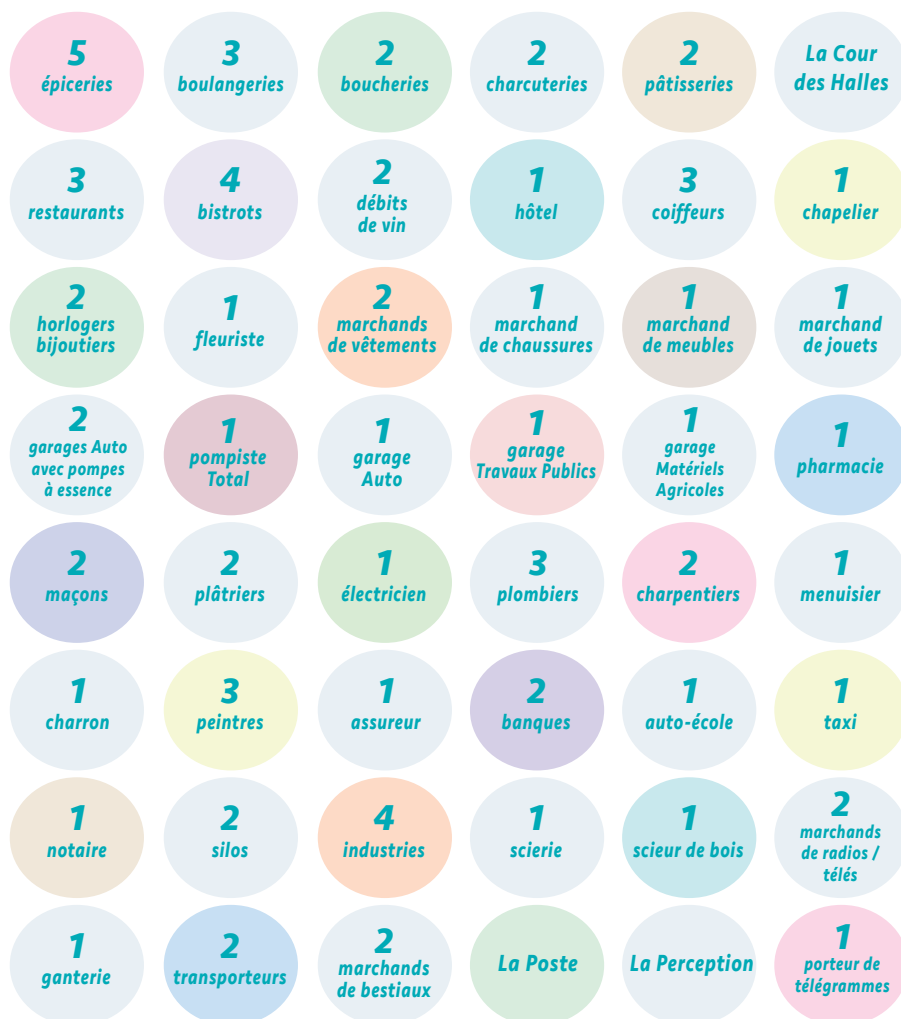 5
épiceries
3
boulangeries
2
boucheries
2
charcuteries
2
pâtisseries
La Cour
des Halles
3
restaurants
4
bistrots
2
débits
de vin
1
hôtel
3
coiffeurs
1
chapelier
2
horlogers
bijoutiers
1
fleuriste
2
marchands
de vêtements
1
marchand
de chaussures
1
marchand
de meubles
1
marchand
de jouets
2
garages Auto
avec pompes
à essence
1
pompiste
Total
1
garage
Auto
1
garage
Travaux Publics
1
garage
Matériels
Agricoles
1
pharmacie
2
maçons
2
plâtriers
1
électricien
3
plombiers
2
charpentiers
1
menuisier
1
charron
3
peintres
1
assureur
2
banques
1
auto-école
1
taxi
1
notaire
2
silos
4
industries
1
scierie
1
scieur de bois
2
marchands
de radios /
télés
1
ganterie
2
transporteurs
2
marchands
de bestiaux
La Poste
La Perception
1
porteur de
télégrammes